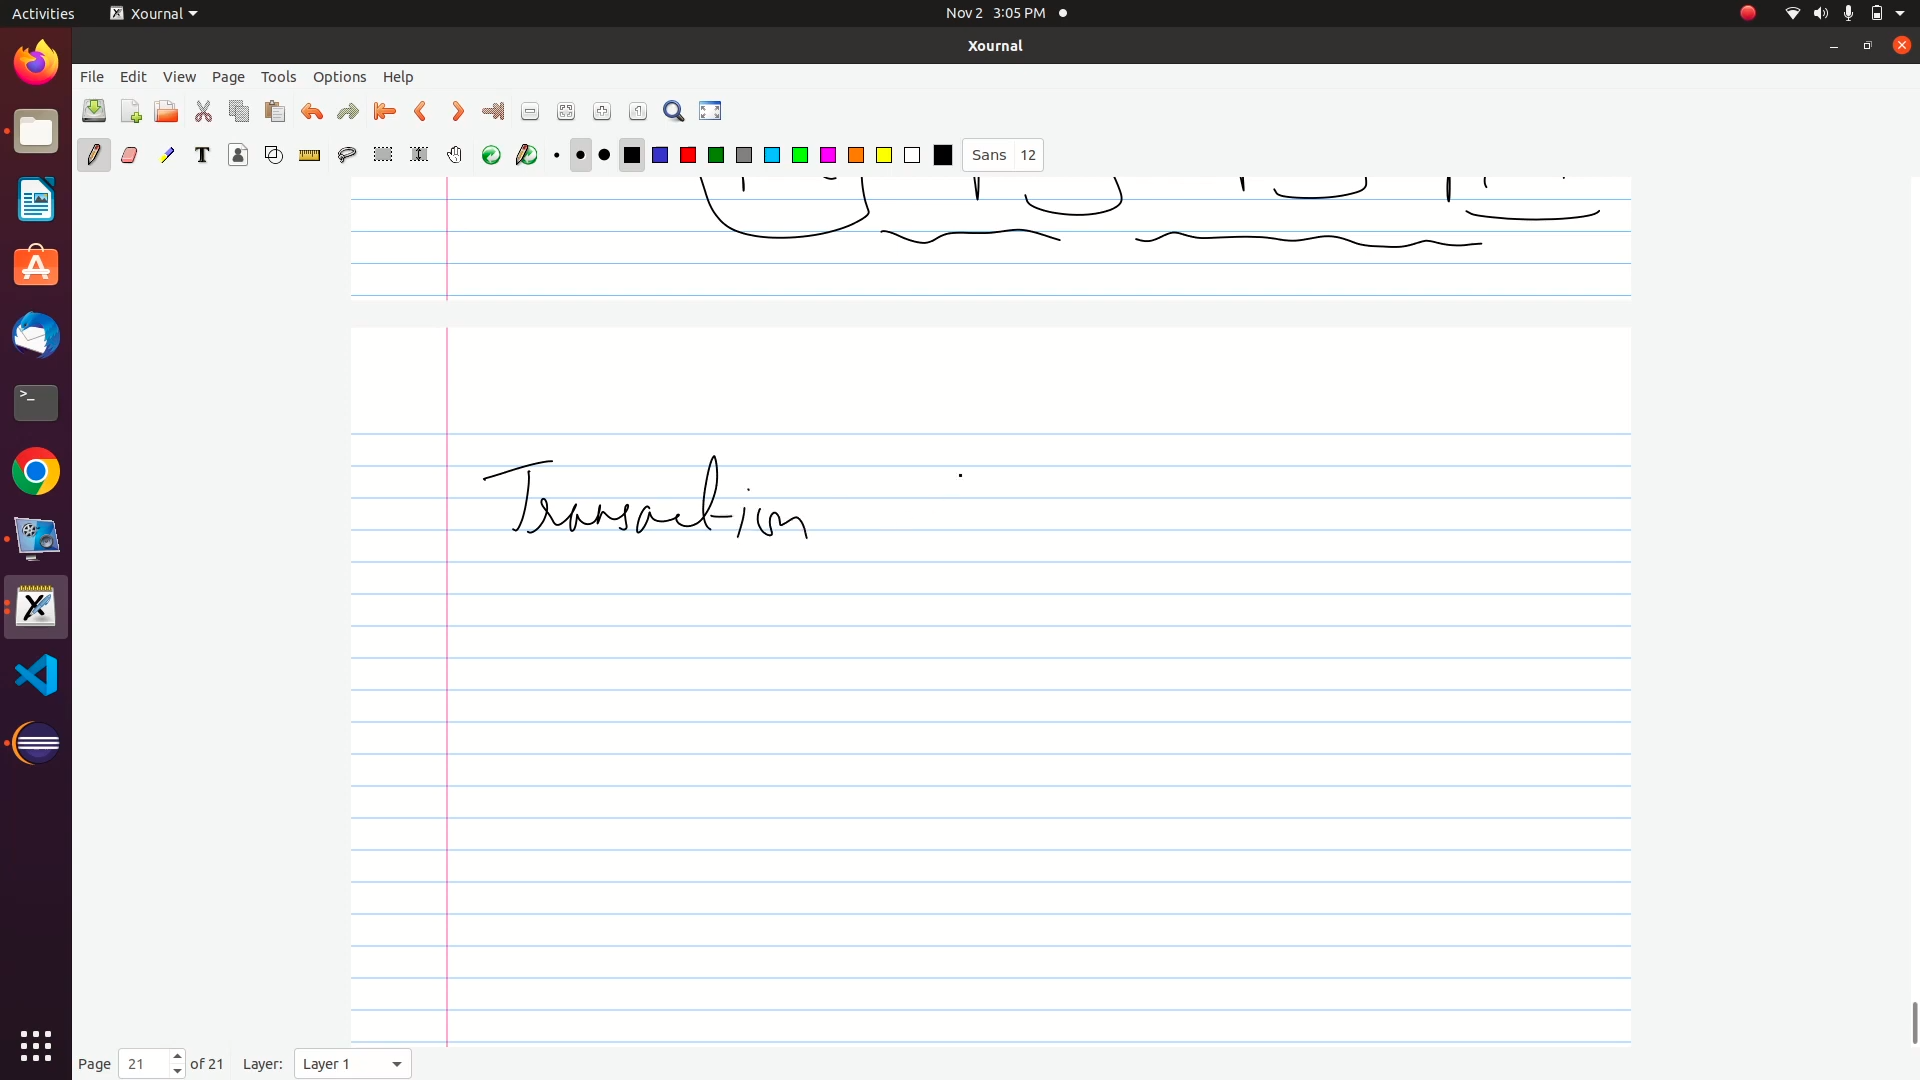 Activities Xournal Nov 2 3:05 PM
Xournal
File Edit View Page Tools Options Help
Sans 12
Transaction
Page 21 of 21 Layer: Layer 1